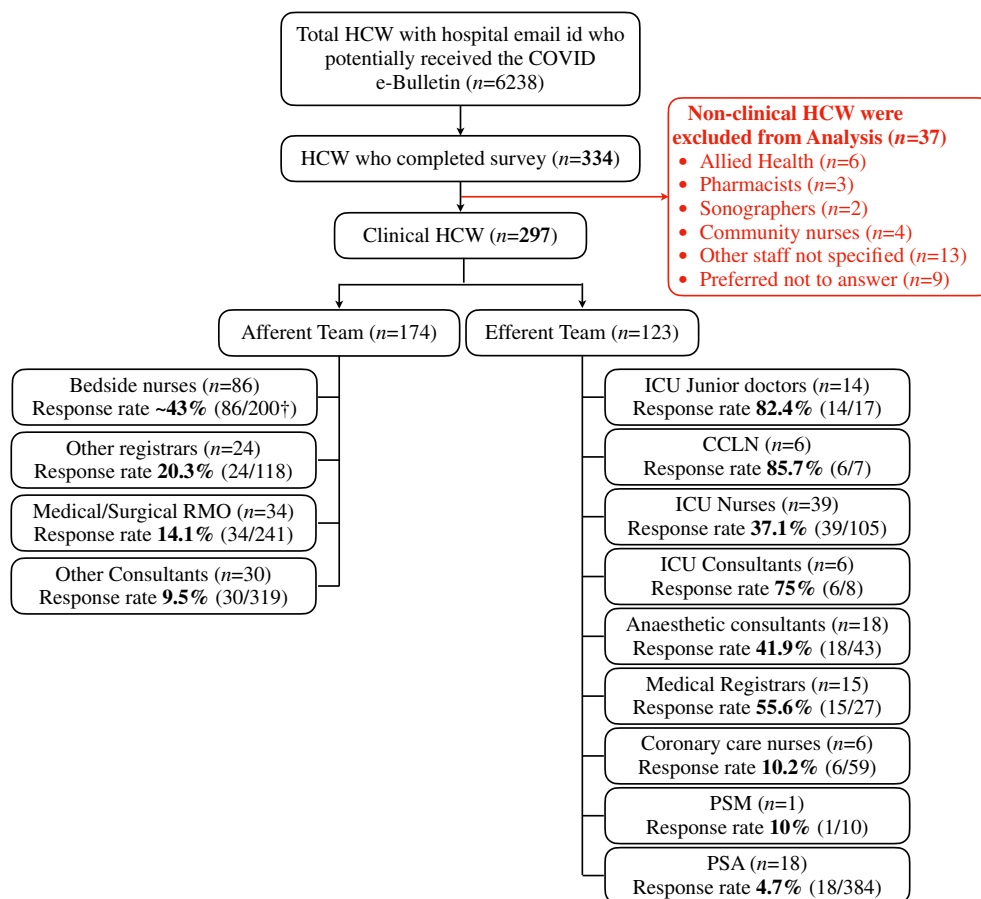 Total HCW with hospital email id who
potentially received the COVID
e-Bulletin (n=6238)
HCW who completed survey (n=334)
Non-clinical HCW were
excluded from Analysis (n=37)
• Allied Health (n=6)
• Pharmacists (n=3)
• Sonographers (n=2)
• Community nurses (n=4)
• Other staff not specified (n=13)
• Preferred not to answer (n=9)
Clinical HCW (n=297)
Afferent Team (n=174)
Bedside nurses (n=86)
Response rate ~43% (86/200†)
Other registrars (n=24)
Response rate 20.3% (24/118)
Medical/Surgical RMO (n=34)
Response rate 14.1% (34/241)
Other Consultants (n=30)
Response rate 9.5% (30/319)
Efferent Team (n=123)
ICU Junior doctors (n=14)
Response rate 82.4% (14/17)
CCLN (n=6)
Response rate 85.7% (6/7)
ICU Nurses (n=39)
Response rate 37.1% (39/105)
ICU Consultants (n=6)
Response rate 75% (6/8)
Anaesthetic consultants (n=18)
Response rate 41.9% (18/43)
Medical Registrars (n=15)
Response rate 55.6% (15/27)
Coronary care nurses (n=6)
Response rate 10.2% (6/59)
PSM (n=1)
Response rate 10% (1/10)
PSA (n=18)
Response rate 4.7% (18/384)